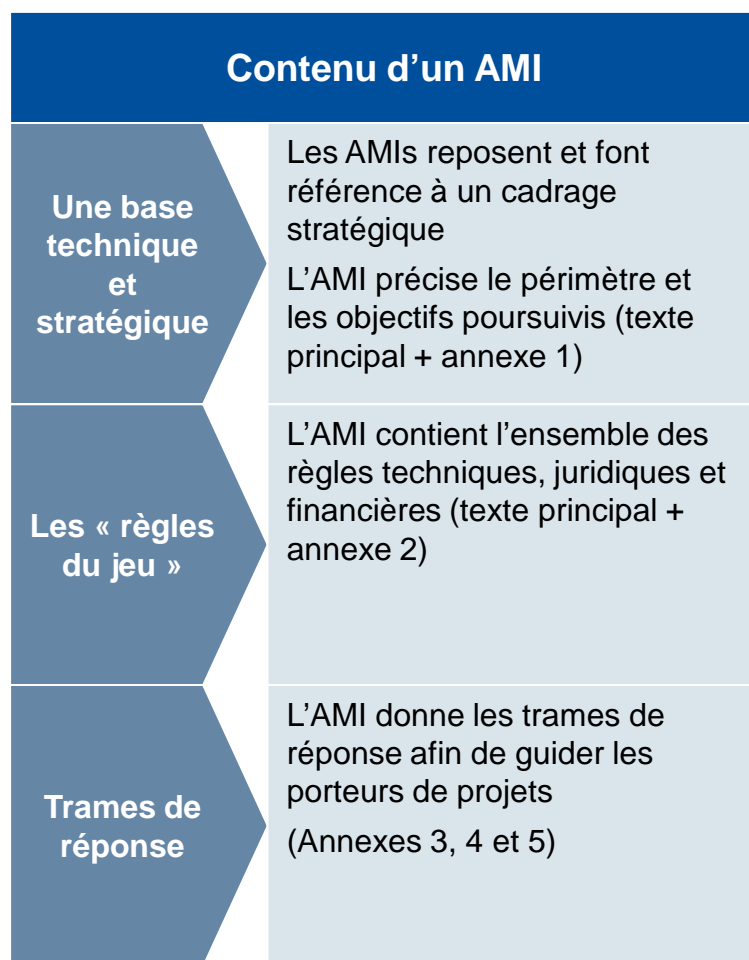 Contenu d’un AMI
Une base
technique
et
stratégique
Les AMIs reposent et font
référence à un cadrage
stratégique
L’AMI précise le périmètre et
les objectifs poursuivis (texte
principal + annexe 1)
Les « règles
du jeu »
L’AMI contient l’ensemble des
règles techniques, juridiques et
financières (texte principal +
annexe 2)
Trames de
réponse
L’AMI donne les trames de
réponse afin de guider les
porteurs de projets
(Annexes 3, 4 et 5)